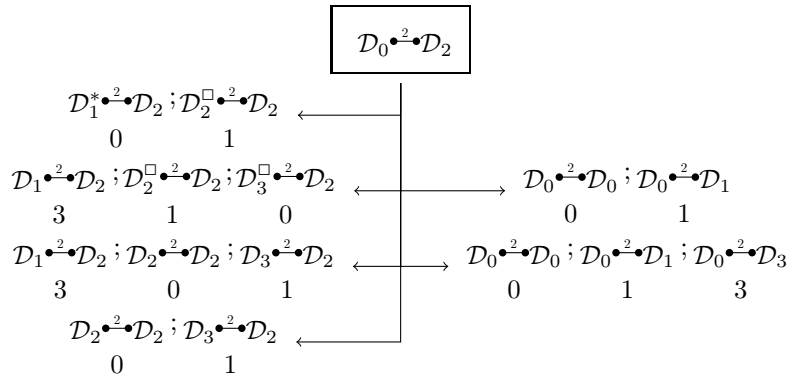 𝒟₀ •—²—• 𝒟₂
𝒟₁* •—²—• 𝒟₂ ; 𝒟₂□ •—²—• 𝒟₂
0 1
𝒟₁ •—²—• 𝒟₂ ; 𝒟₂□ •—²—• 𝒟₂ ; 𝒟₃□ •—²—• 𝒟₂ 𝒟₀ •—²—• 𝒟₀ ; 𝒟₀ •—²—• 𝒟₁
3 1 0 0 1
𝒟₁ •—²—• 𝒟₂ ; 𝒟₂ •—²—• 𝒟₂ ; 𝒟₃ •—²—• 𝒟₂ 𝒟₀ •—²—• 𝒟₀ ; 𝒟₀ •—²—• 𝒟₁ ; 𝒟₀ •—²—• 𝒟₃
3 0 1 0 1 3
𝒟₂ •—²—• 𝒟₂ ; 𝒟₃ •—²—• 𝒟₂
0 1